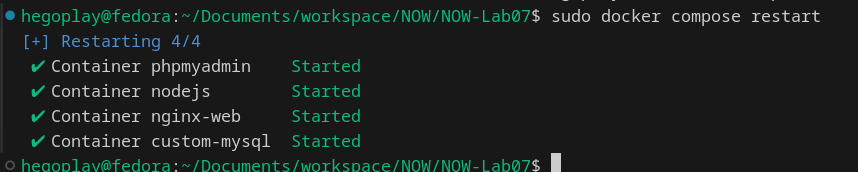 hegoplay@fedora:~/Documents/workspace/NOW/NOW-Lab07$ sudo docker compose restart
[+] Restarting 4/4
✔ Container phpmyadmin    Started
✔ Container nodejs        Started
✔ Container nginx-web     Started
✔ Container custom-mysql  Started
hegoplay@fedora:~/Documents/workspace/NOW/NOW-Lab07$